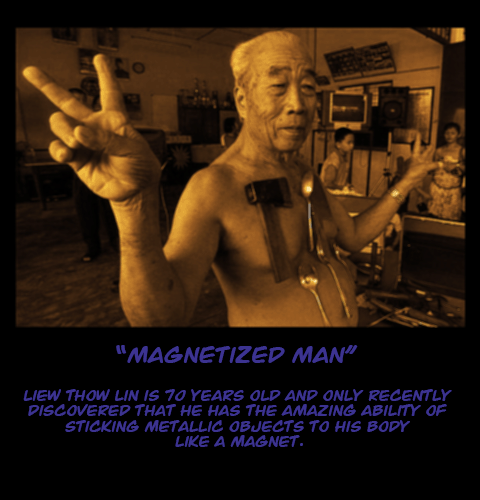 "MAGNETIZED MAN"
LIEW THOW LIN IS 70 YEARS OLD AND ONLY RECENTLY
DISCOVERED THAT HE HAS THE AMAZING ABILITY OF
STICKING METALLIC OBJECTS TO HIS BODY
LIKE A MAGNET.